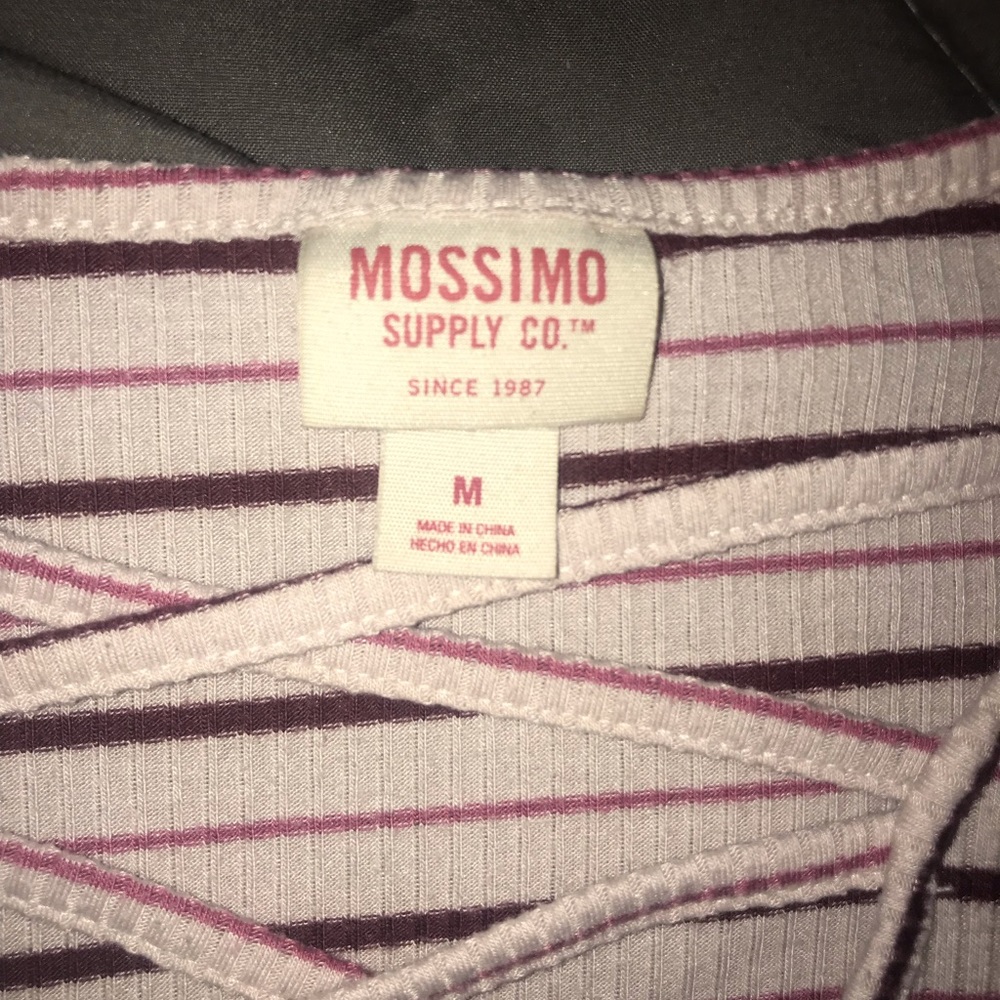 MOSSIMO
SUPPLY CO.™
SINCE 1987
M
MADE IN CHINA
HECHO EN CHINA